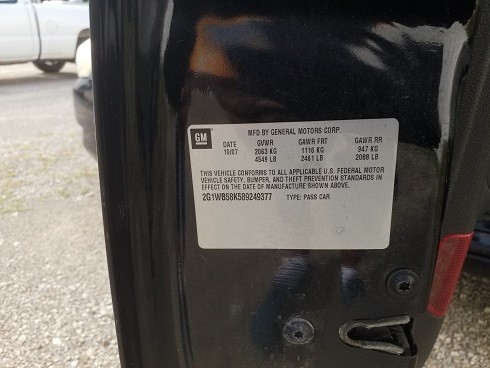 GM
MFD BY GENERAL MOTORS CORP.
DATE GVWR GAWR FRT GAWR RR
10/07 2063 KG 1116 KG 947 KG
4549 LB 2461 LB 2088 LB
THIS VEHICLE CONFORMS TO ALL APPLICABLE U.S. FEDERAL MOTOR
VEHICLE SAFETY, BUMPER, AND THEFT PREVENTION STANDARDS IN
EFFECT ON THE DATE OF MANUFACTURE SHOWN ABOVE.
2G1WB58K589249377 TYPE: PASS CAR